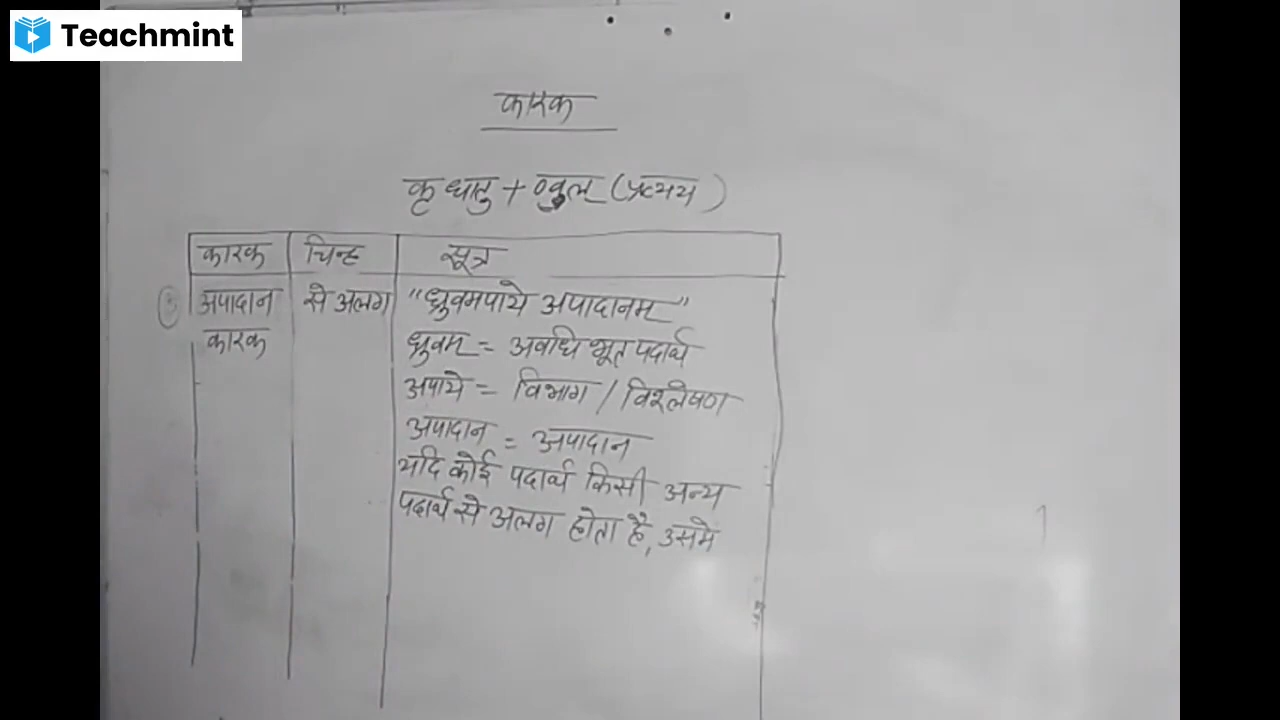 Teachmint
कारक
कृ धातु + ण्वुल् (प्रत्यय)
कारक चिन्ह सूत्र
अपादान से अलग "ध्रुवमपाये अपादानम्"
कारक ध्रुवम् = अवधि भूत पदार्थ
अपाये = विभाग / विश्लेषण
अपादान = अपादान
यदि कोई पदार्थ किसी अन्य
पदार्थ से अलग होता है, उसमे